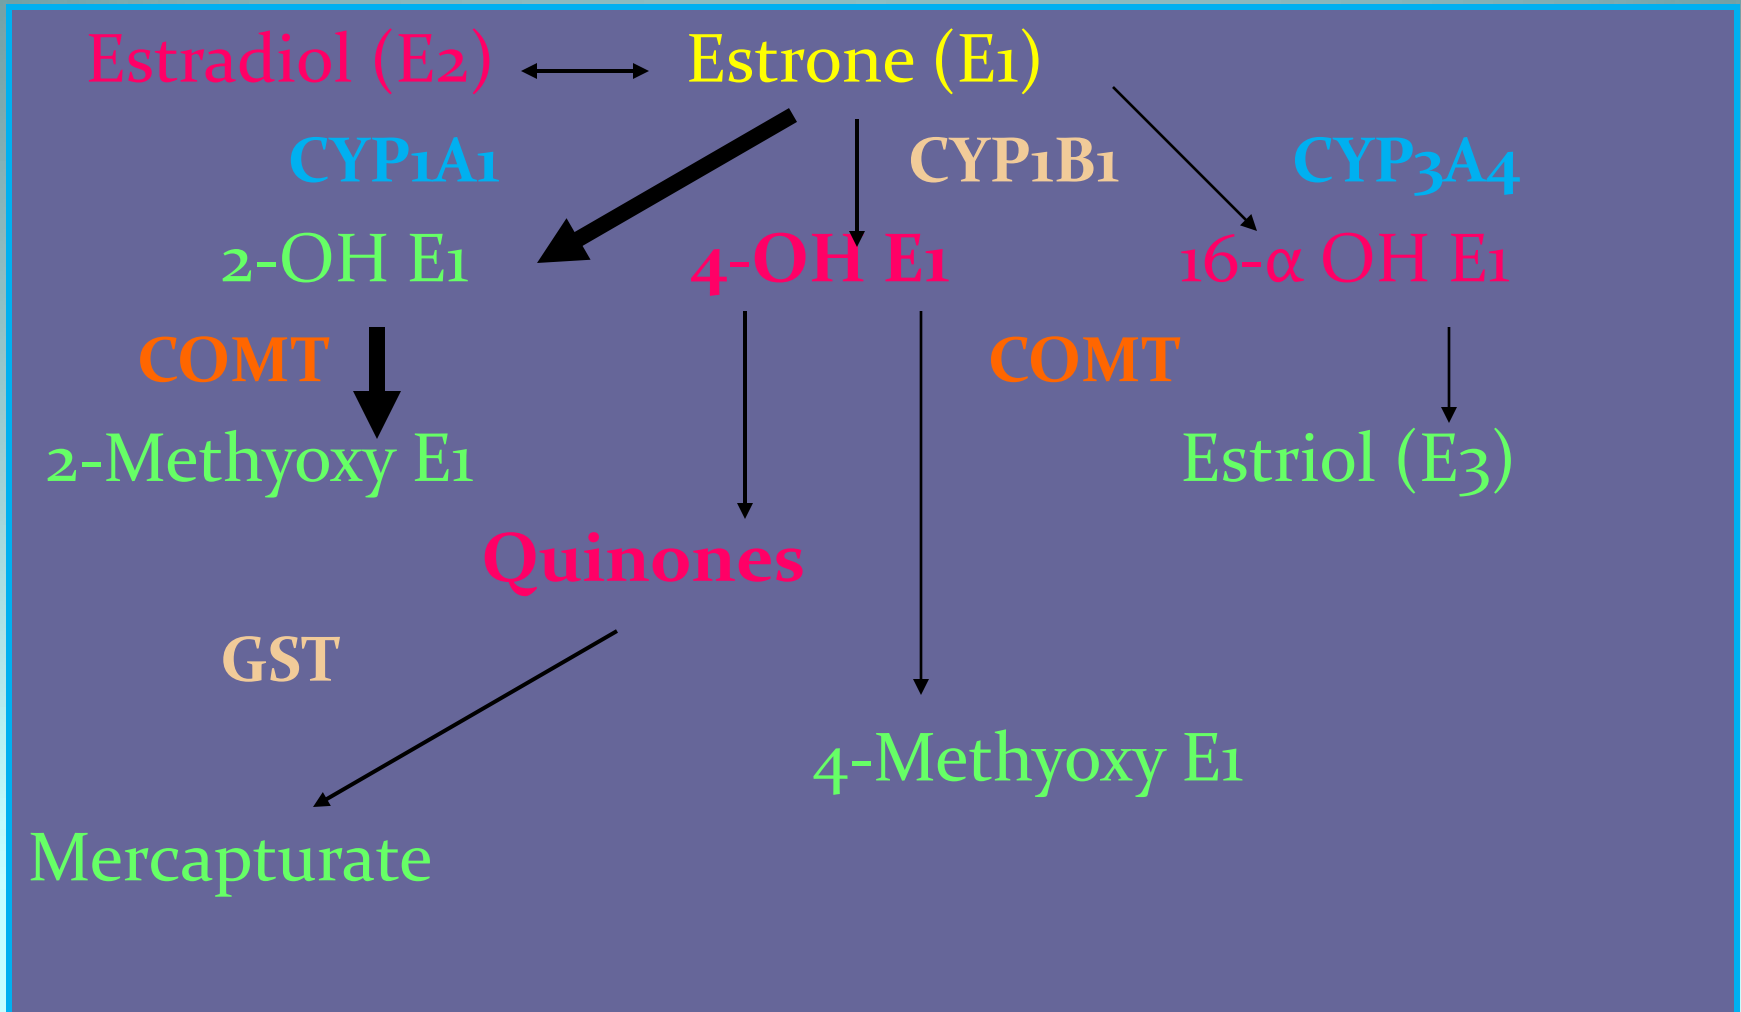 Estradiol (E2) Estrone (E1)
CYP1A1 CYP1B1 CYP3A4
2-OH E1 4-OH E1 16-α OH E1
COMT COMT
2-Methyoxy E1 Estriol (E3)
Quinones
GST
4-Methyoxy E1
Mercapturate